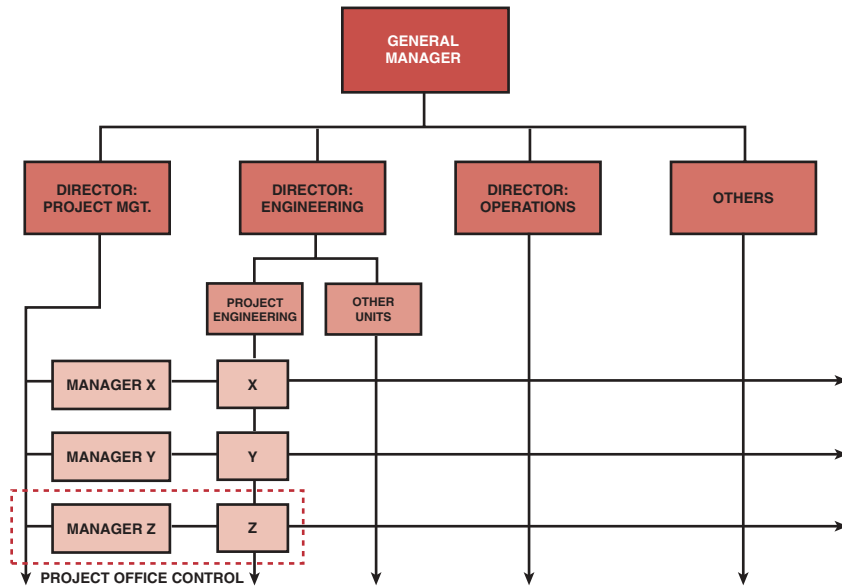 GENERAL
MANAGER
DIRECTOR:
PROJECT MGT.
DIRECTOR:
ENGINEERING
DIRECTOR:
OPERATIONS
OTHERS
PROJECT
ENGINEERING
OTHER
UNITS
MANAGER X
X
MANAGER Y
Y
MANAGER Z
Z
PROJECT OFFICE CONTROL